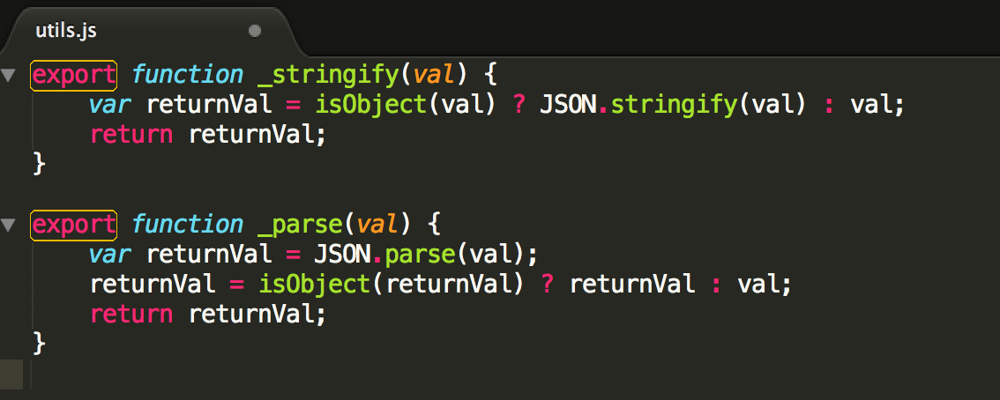 utils.js
export function _stringify(val) {
    var returnVal = isObject(val) ? JSON.stringify(val) : val;
    return returnVal;
}
export function _parse(val) {
    var returnVal = JSON.parse(val);
    returnVal = isObject(returnVal) ? returnVal : val;
    return returnVal;
}